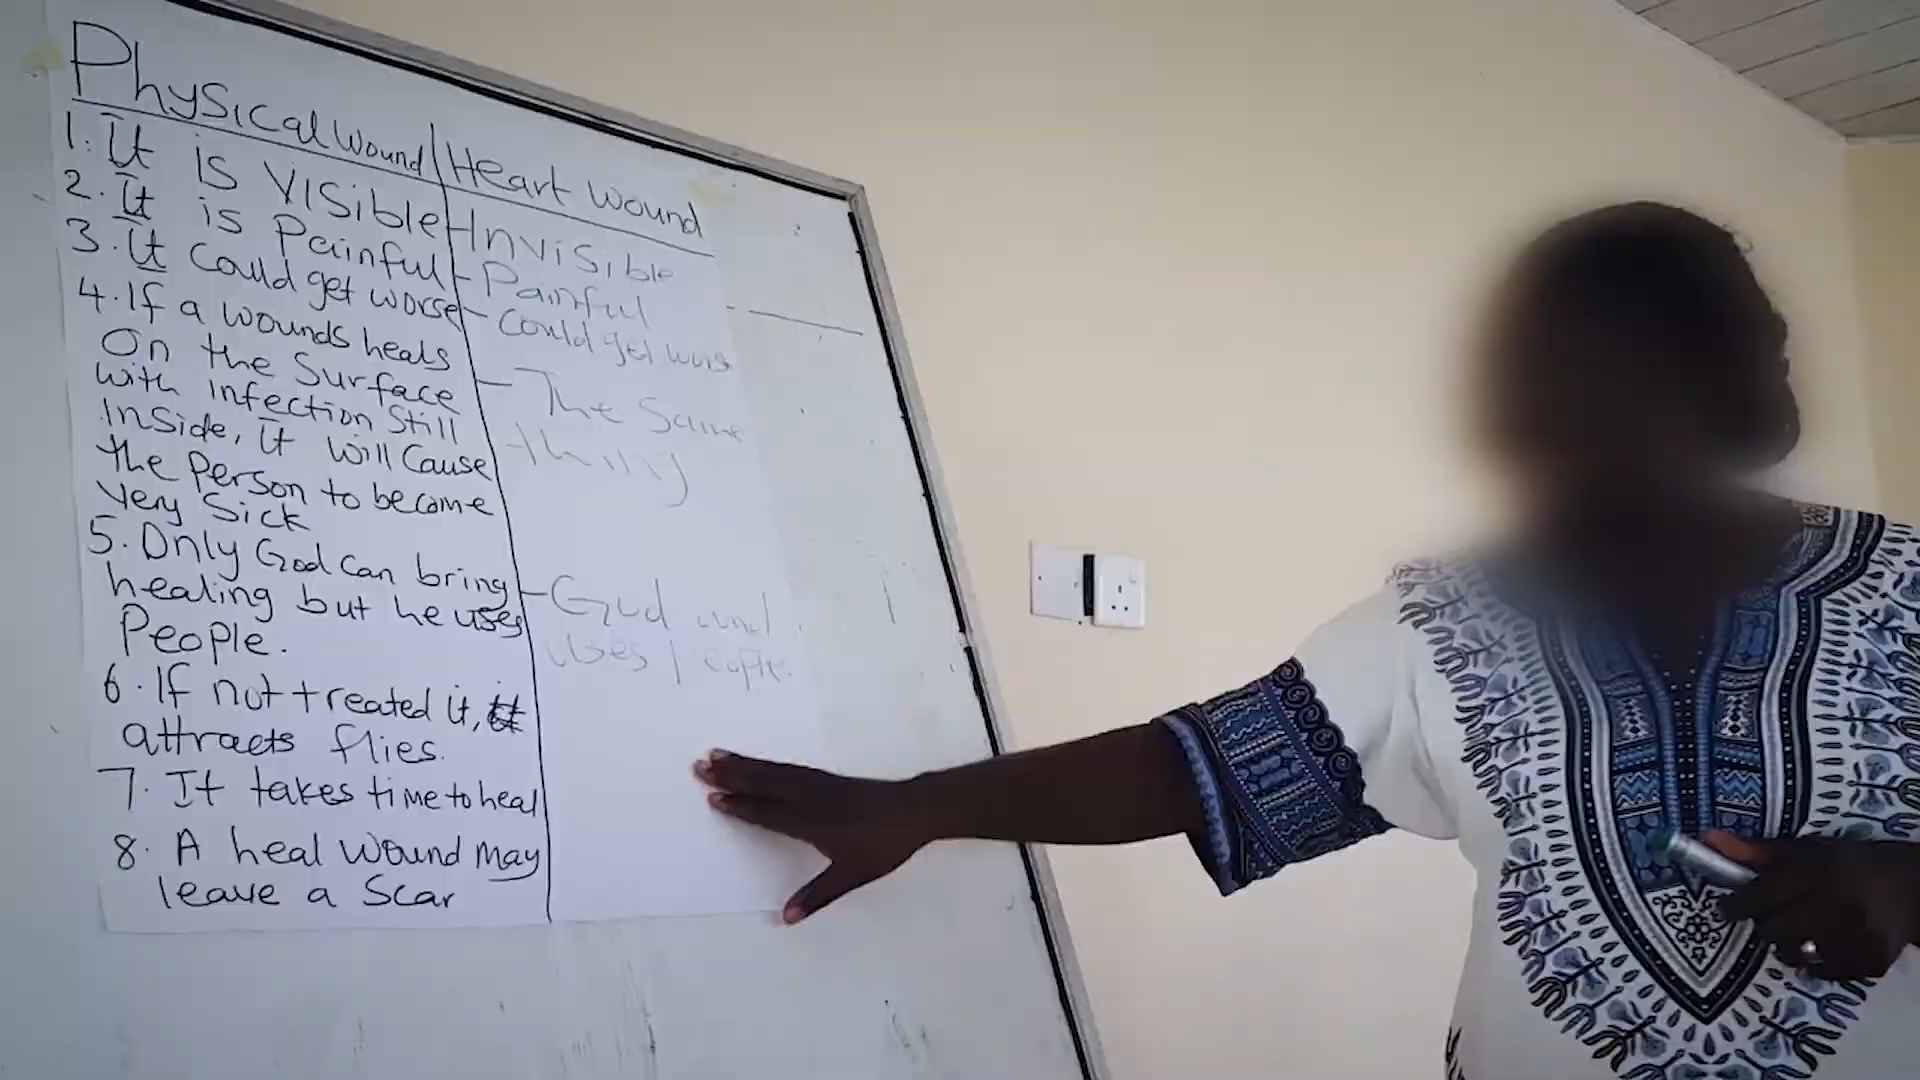 Physical wound Heart wound
1. It is visible - Invisible
2. It is Painful - Painful
3. It could get worse - could get worst
4. If a wounds heals
On the Surface
with infection still
Inside, It will Cause
the Person to become
very Sick
- The Same
thing
5. Only God can bring
healing but he uses
People.
- God and
Uses People.
6. If not treated it, it
attracts flies.
7. It takes time to heal
8. A heal wound may
leave a Scar